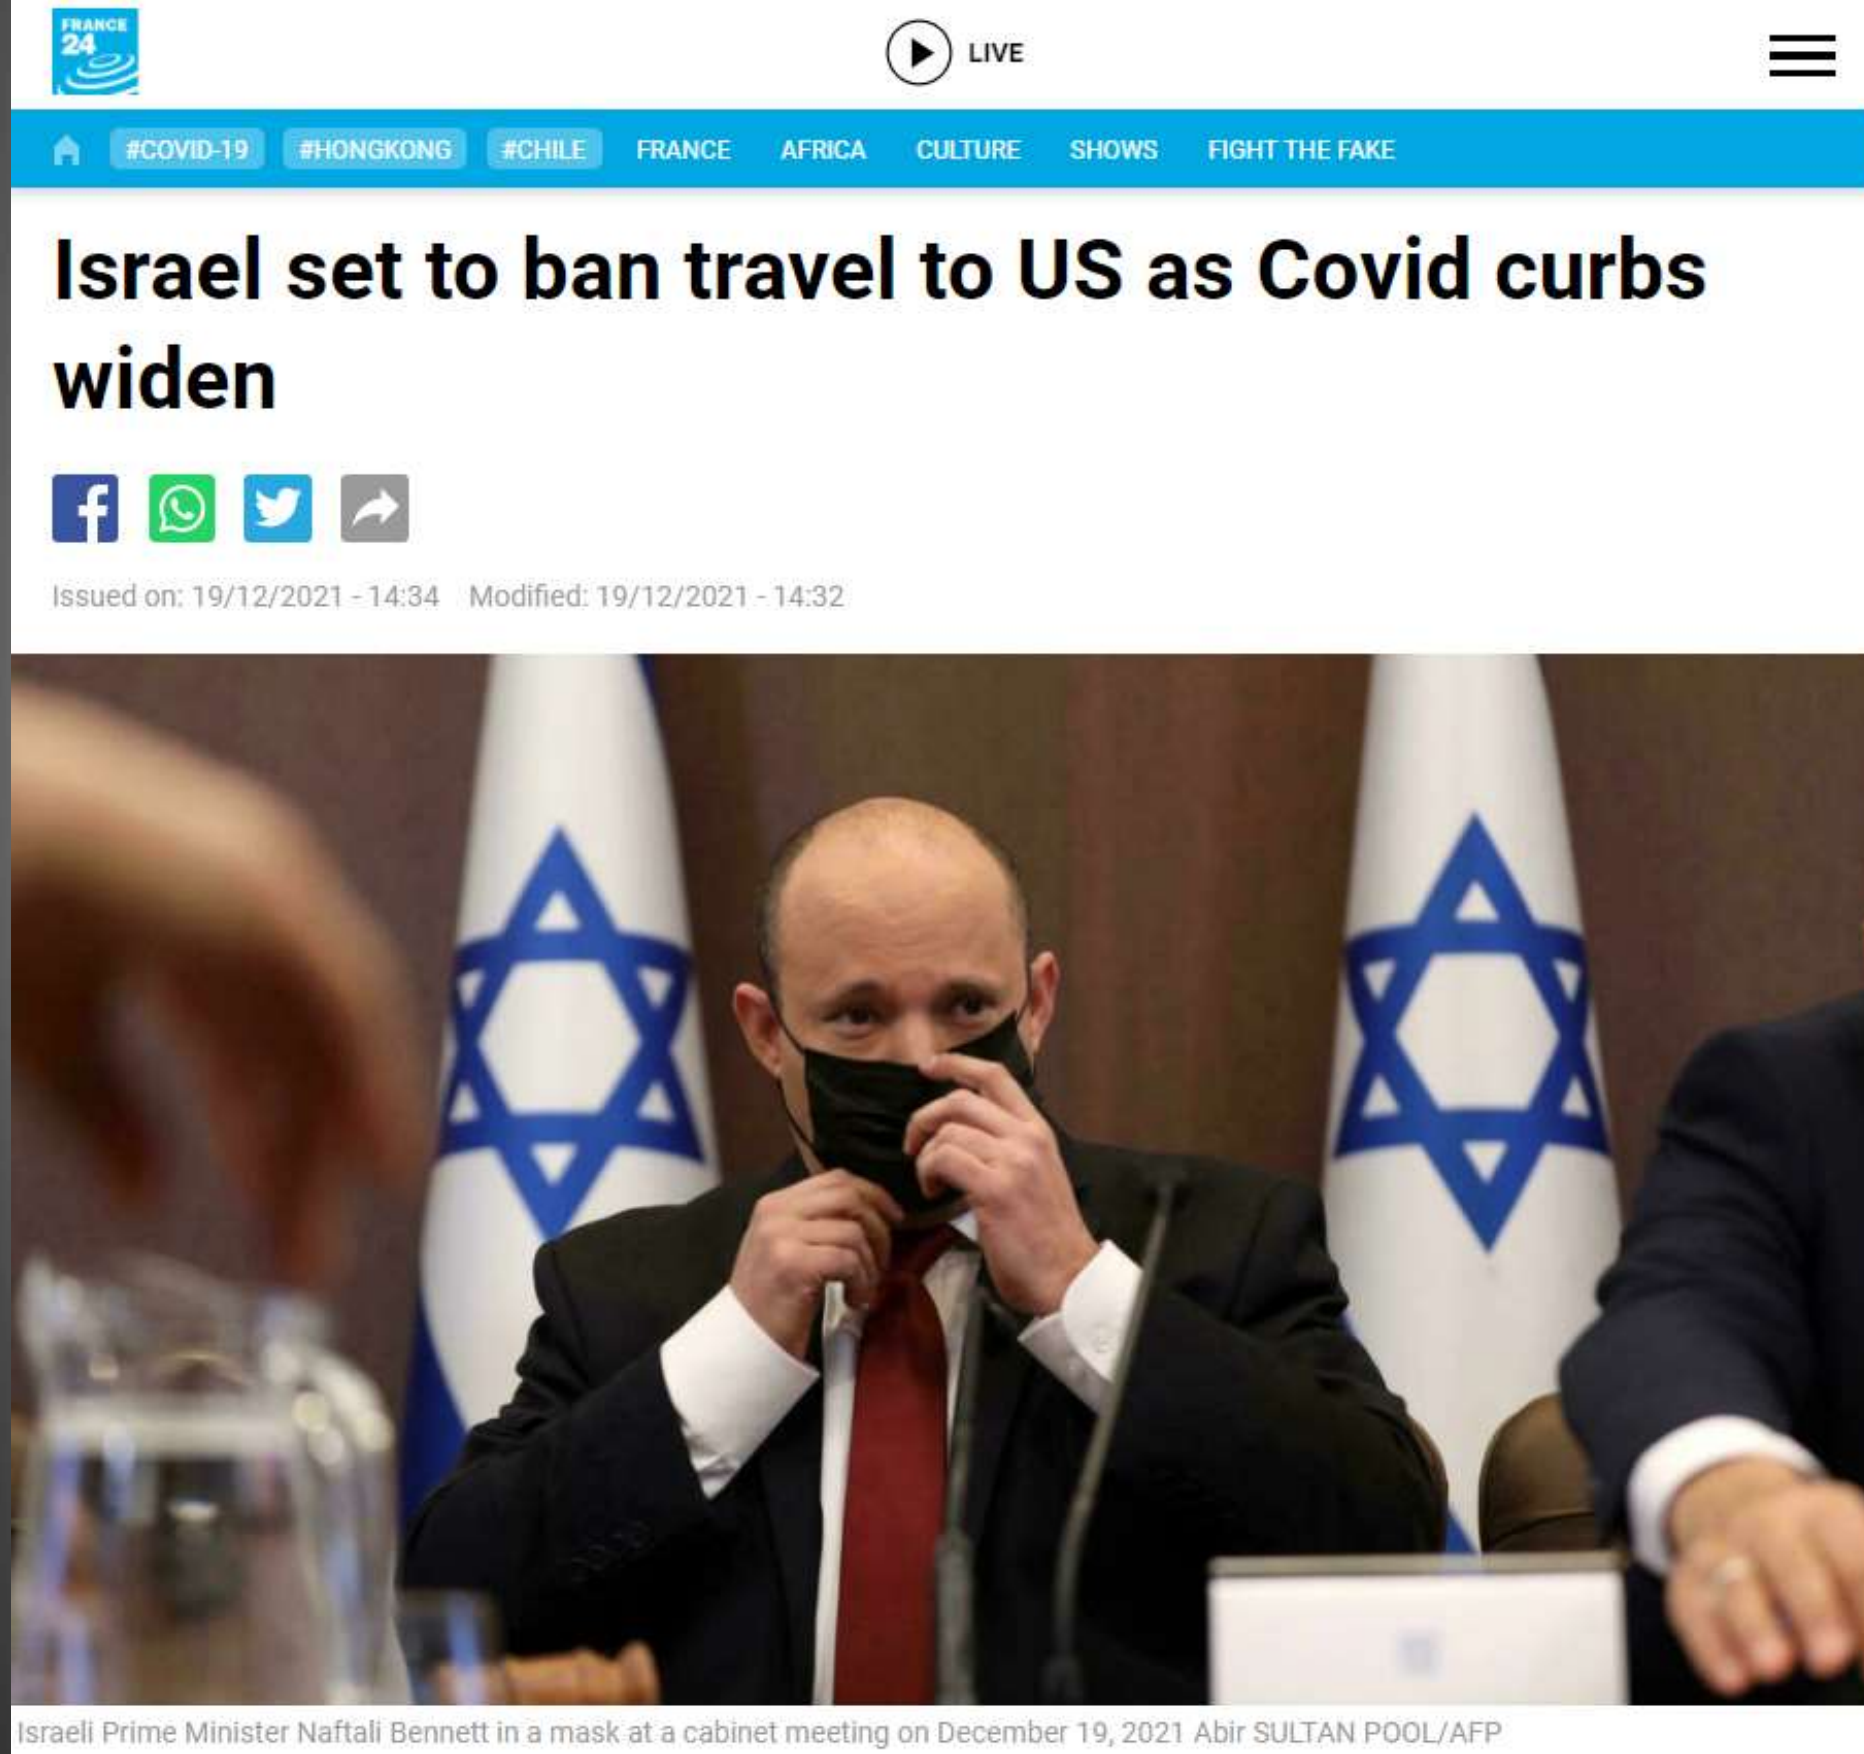 FRANCE
24
LIVE
#COVID-19 #HONGKONG #CHILE FRANCE AFRICA CULTURE SHOWS FIGHT THE FAKE
Israel set to ban travel to US as Covid curbs
widen
Issued on: 19/12/2021 - 14:34 Modified: 19/12/2021 - 14:32
Israeli Prime Minister Naftali Bennett in a mask at a cabinet meeting on December 19, 2021 Abir SULTAN POOL/AFP